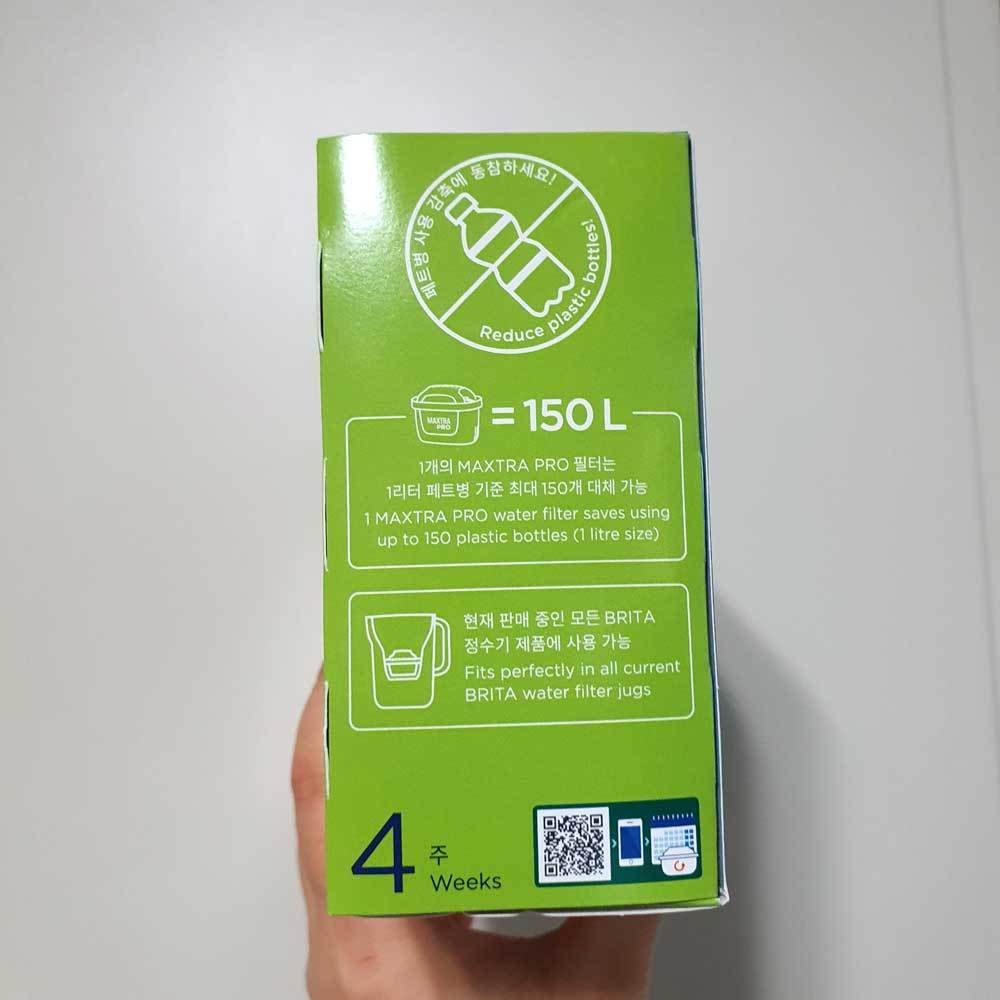 페트병 사용 감축에 동참하세요!
Reduce plastic bottles!
MAXTRA
PRO
= 150 L
1개의 MAXTRA PRO 필터는
1리터 페트병 기준 최대 150개 대체 가능
1 MAXTRA PRO water filter saves using
up to 150 plastic bottles (1 litre size)
현재 판매 중인 모든 BRITA
정수기 제품에 사용 가능
Fits perfectly in all current
BRITA water filter jugs
4 주
Weeks